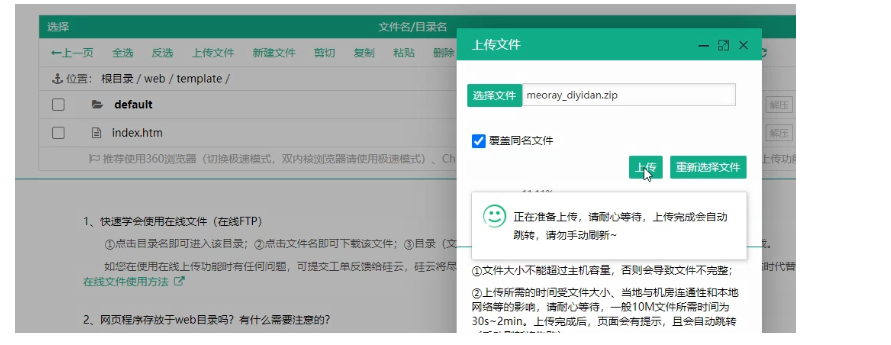 选择 文件名/目录名
←上一页 全选 反选 上传文件 新建文件 剪切 复制 粘贴 删除
位置： 根目录 / web / template /
default 解压
index.htm 解压
推荐使用360浏览器（切换极速模式，双内核浏览器请使用极速模式）、Ch
上传文件
选择文件 meoray_diyidan.zip
覆盖同名文件
上传 重新选择文件
正在准备上传，请耐心等待，上传完成会自动
跳转，请勿手动刷新~
①文件大小不能超过主机容量，否则会导致文件不完整；
②上传所需的时间受文件大小、当地与机房连通性和本地
网络等的影响，请耐心等待，一般10M文件所需时间为
30s~2min。上传完成后，页面会有提示，且会自动跳转
1、快速学会使用在线文件（在线FTP）
①点击目录名即可进入该目录；②点击文件名即可下载该文件；③目录（文
如您在使用在线上传功能时有任何问题，可提交工单反馈给硅云，硅云将尽
在线文件使用方法
2、网页程序存放于web目录吗？有什么需要注意的？